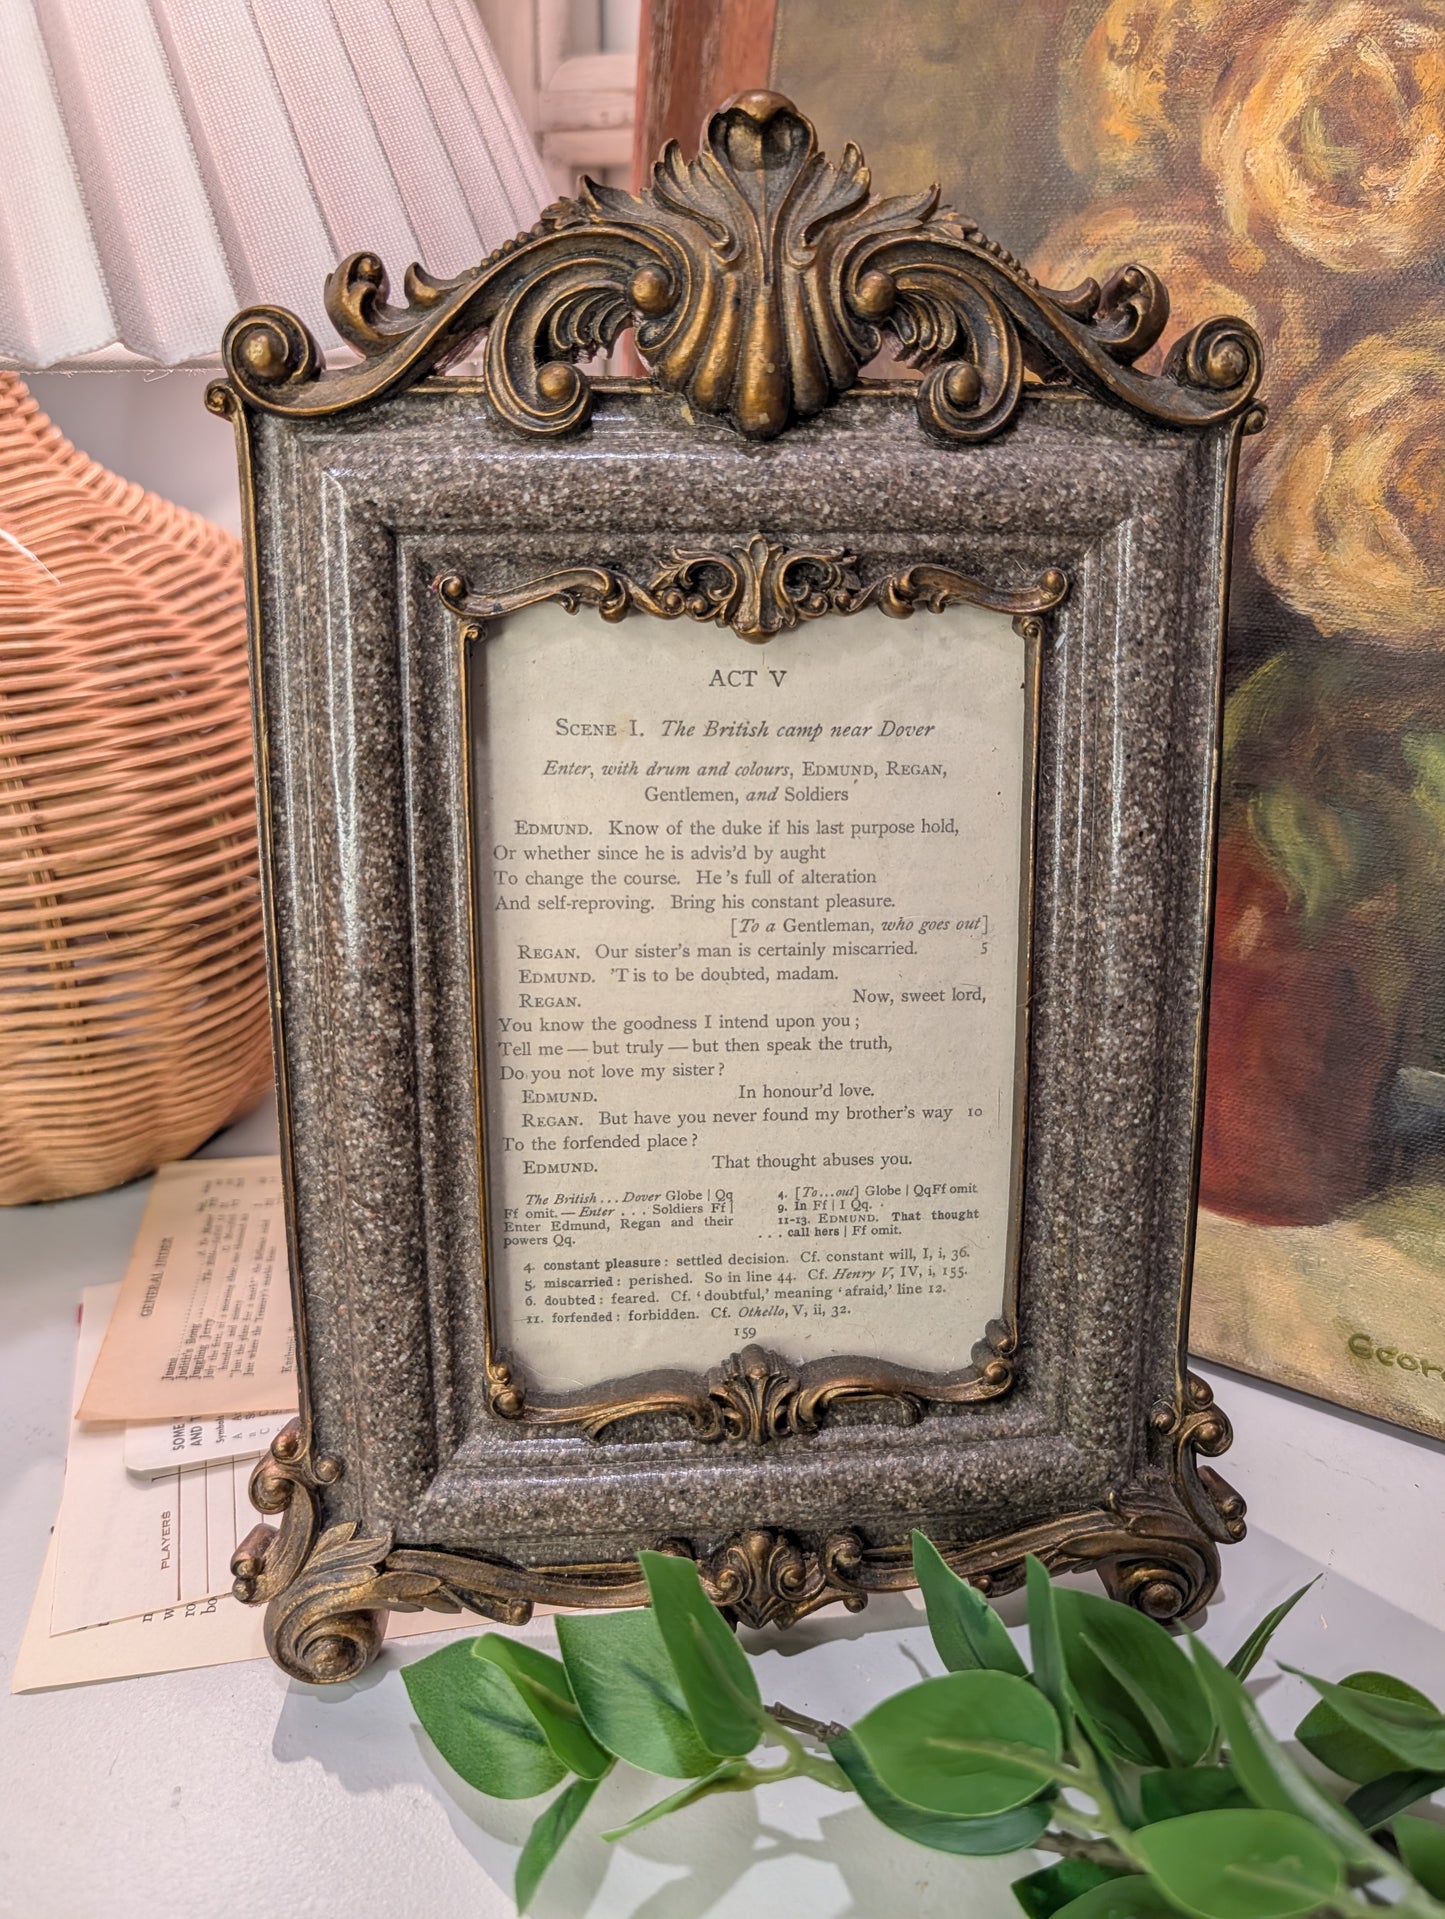 ACT V
SCENE I. The British camp near Dover
Enter, with drum and colours, EDMUND, REGAN,
Gentlemen, and Soldiers
EDMUND. Know of the duke if his last purpose hold,
Or whether since he is advis'd by aught
To change the course. He's full of alteration
And self-reproving. Bring his constant pleasure.
[To a Gentleman, who goes out]
REGAN. Our sister's man is certainly miscarried. 5
EDMUND. 'T is to be doubted, madam.
REGAN. Now, sweet lord,
You know the goodness I intend upon you;
Tell me — but truly — but then speak the truth,
Do you not love my sister?
EDMUND. In honour'd love.
REGAN. But have you never found my brother's way 10
To the forfended place?
EDMUND. That thought abuses you.
The British ... Dover Globe | Qq
Ff omit. — Enter ... Soldiers Ff |
Enter Edmund, Regan and their
powers Qq.
4. [To...out] Globe | QqFf omit
9. In Ff | I Qq.
11-13. EDMUND. That thought
... call hers | Ff omit.
4. constant pleasure: settled decision. Cf. constant will, I, i, 36.
5. miscarried: perished. So in line 44. Cf. Henry V, IV, i, 155.
6. doubted: feared. Cf. 'doubtful,' meaning 'afraid,' line 12.
11. forfended: forbidden. Cf. Othello, V, ii, 32.
159
GENERAL
Judith's Song
Juggling Jerry
SOME
AND T
Symbols
PLAYERS
Geor